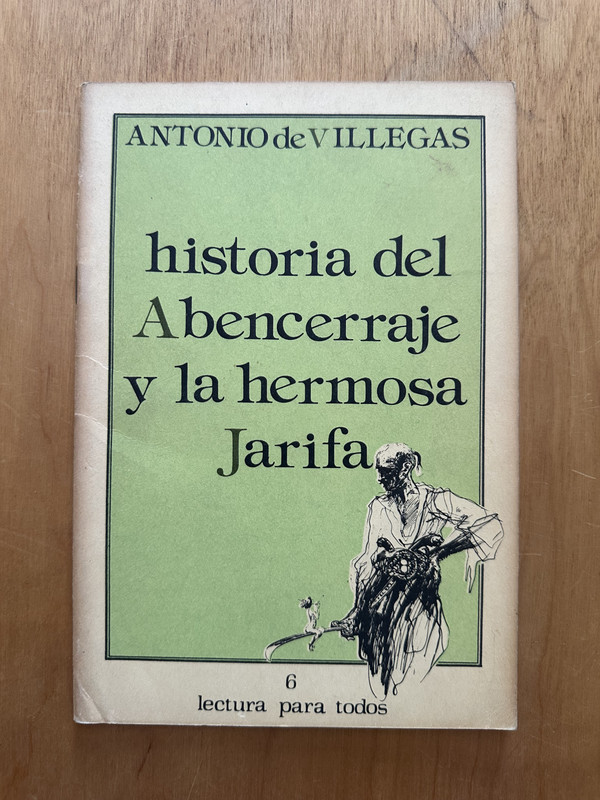 ANTONIO de VILLEGAS
historia del
Abencerraje
y la hermosa
Jarifa
6
lectura para todos